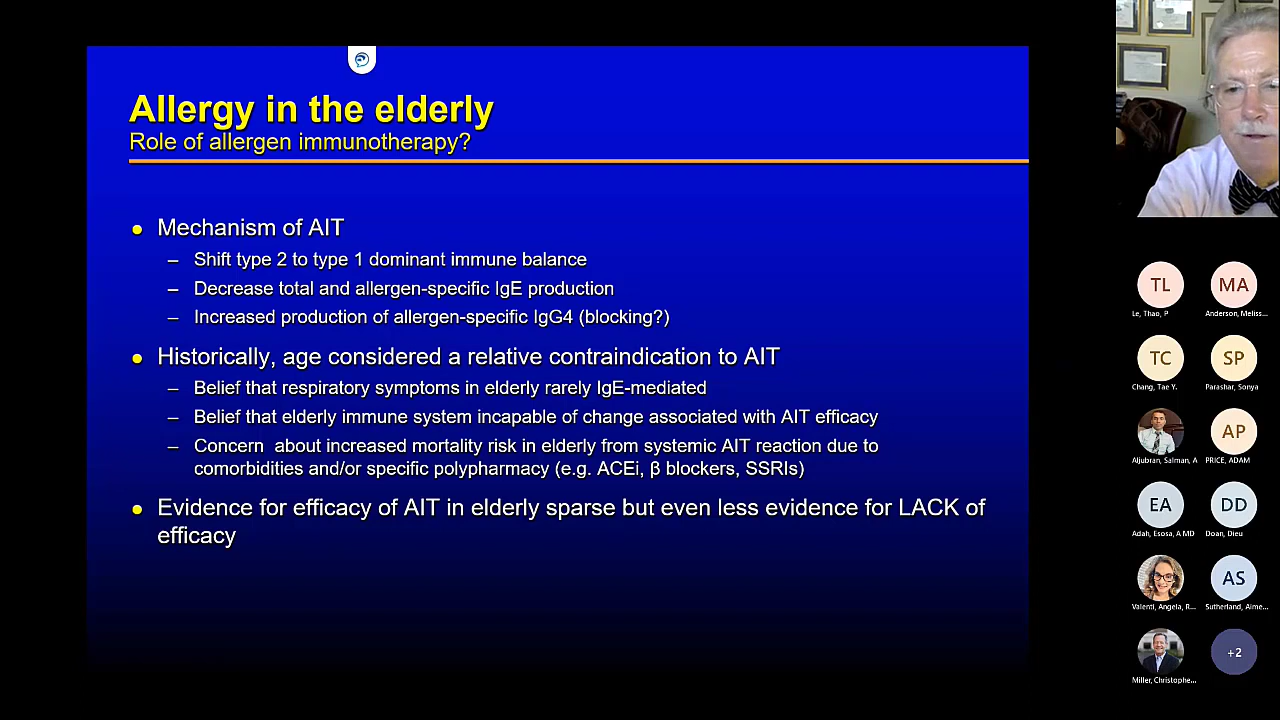 Allergy in the elderly
Role of allergen immunotherapy?
Mechanism of AIT
– Shift type 2 to type 1 dominant immune balance
– Decrease total and allergen-specific IgE production
– Increased production of allergen-specific IgG4 (blocking?)
Historically, age considered a relative contraindication to AIT
– Belief that respiratory symptoms in elderly rarely IgE-mediated
– Belief that elderly immune system incapable of change associated with AIT efficacy
– Concern about increased mortality risk in elderly from systemic AIT reaction due to
comorbidities and/or specific polypharmacy (e.g. ACEi, β blockers, SSRIs)
Evidence for efficacy of AIT in elderly sparse but even less evidence for LACK of
efficacy
TL
MA
Le, Thao, P
Anderson, Meliss...
TC
SP
Chang, Tae Y.
Parashar, Sonya
AP
Aljubran, Salman, A
PRICE, ADAM
EA
DD
Adah, Esosa, A MD
Doan, Dieu
AS
Valenti, Angela, R...
Sutherland, Aime...
+2
Miller, Christophe...